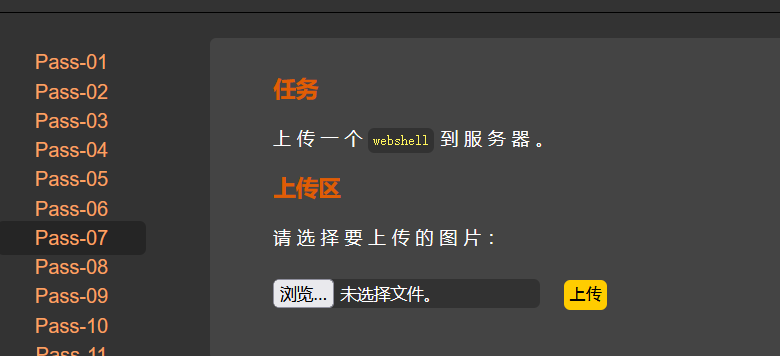 Pass-01
Pass-02
Pass-03
Pass-04
Pass-05
Pass-06
Pass-07
Pass-08
Pass-09
Pass-10
Pass-11
任务
上传一个 webshell 到服务器。
上传区
请选择要上传的图片：
浏览... 未选择文件。 上传